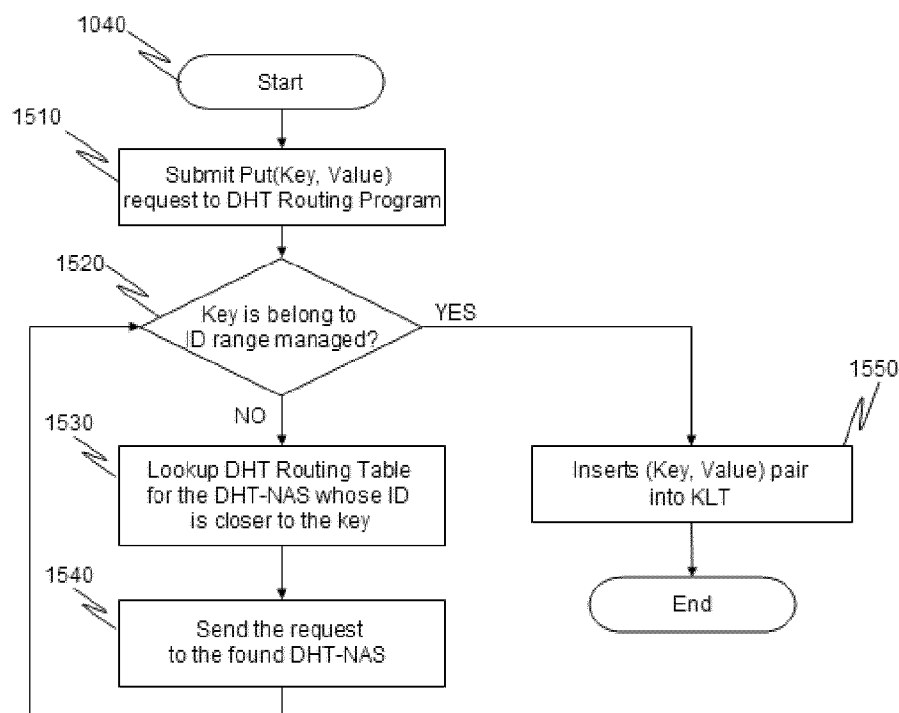 1040
Start
1510
Submit Put(Key, Value)
request to DHT Routing Program
1520
Key is belong to
ID range managed?
YES
NO
1530
Lookup DHT Routing Table
for the DHT-NAS whose ID
is closer to the key
1550
Inserts (Key, Value) pair
into KLT
1540
Send the request
to the found DHT-NAS
End